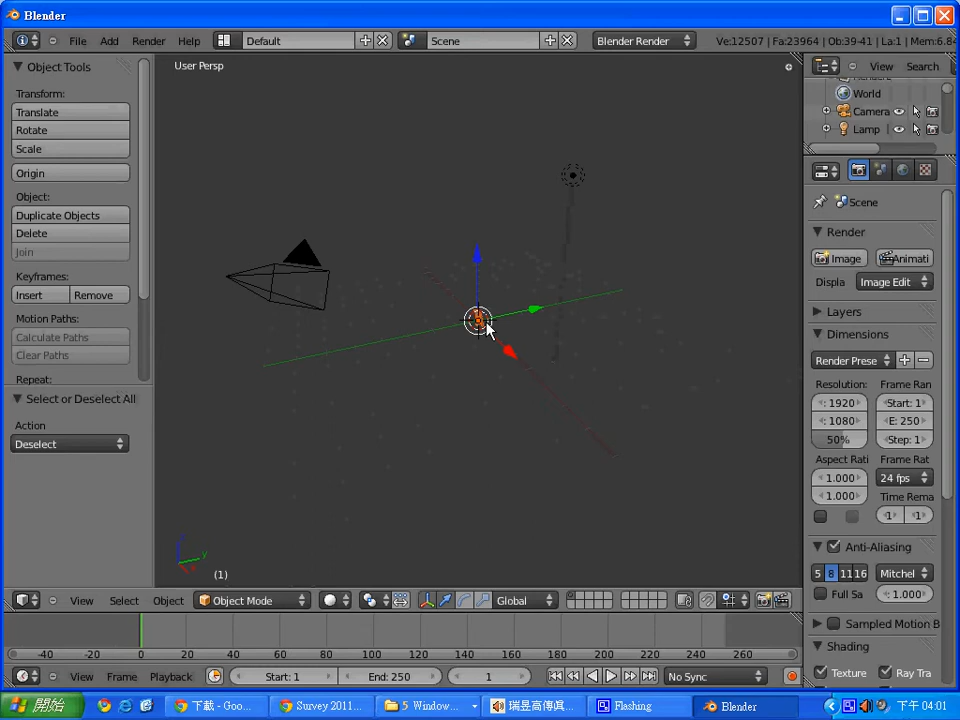 Blender
File Add Render Help Default Scene Blender Render Ve:12507 | Fa:23964 | Ob:39-41 | La:1 | Mem:6.84
Object Tools
Transform:
Translate
Rotate
Scale
Origin
Object:
Duplicate Objects
Delete
Join
Keyframes:
Insert Remove
Motion Paths:
Calculate Paths
Clear Paths
Repeat:
Select or Deselect All
Action
Deselect
User Persp
y
(1)
View Search
World
Camera
Lamp
Scene
Render
Image Animati
Displa Image Edit
Layers
Dimensions
Render Prese
Resolution: Frame Ran
: 1920 Start: 1
: 1080 E: 250
50% Step: 1
Aspect Rati Frame Rat
1.000 24 fps
1.000 Time Rema
1 1
Anti-Aliasing
5 8 11 16 Mitchel
Full Sa : 1.000
Sampled Motion B
Shading
Texture Ray Tra
View Select Object Object Mode Global
-40 -20 0 20 40 60 80 100 120 140 160 180 200 220 240 260
View Frame Playback Start: 1 End: 250 1 No Sync
開始 下載 - Goo... Survey 2011... 5 Window... 瑞昱高傳眞... Flashing Blender 下午 04:01